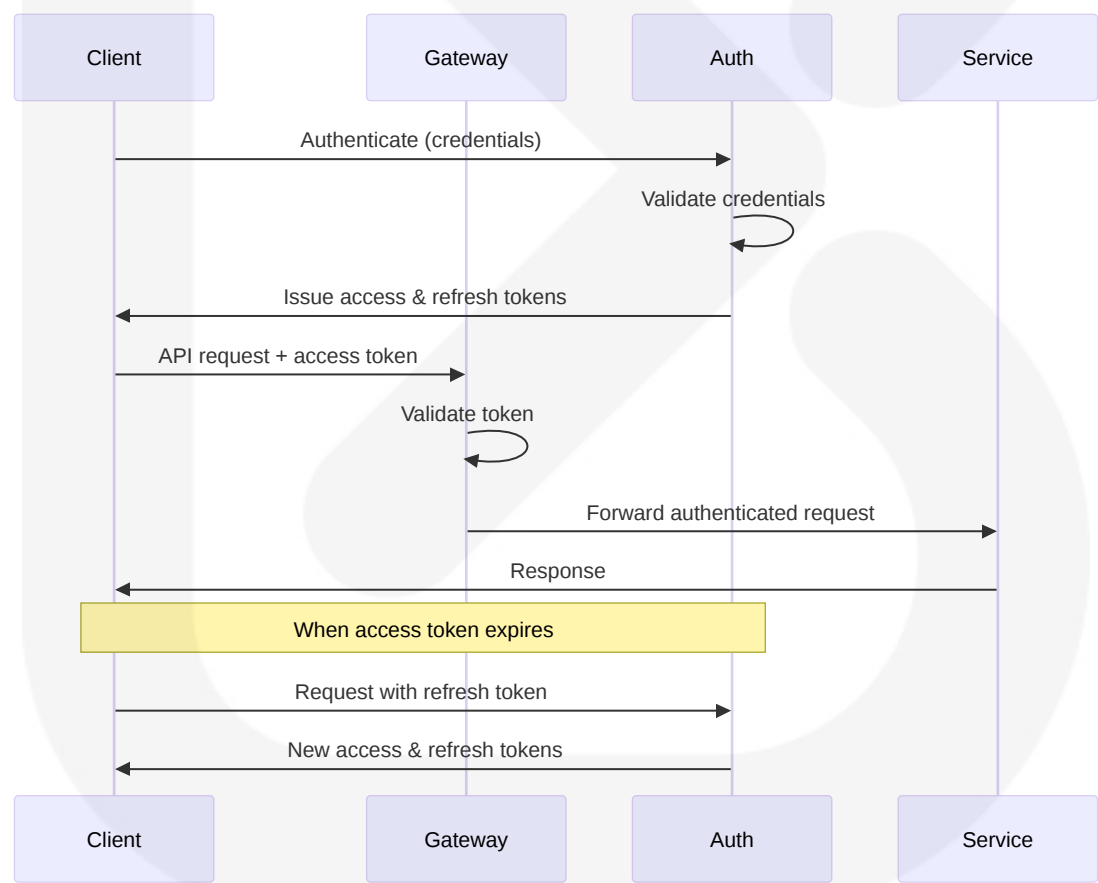 Client
Gateway
Auth
Service
Authenticate (credentials)
Validate credentials
Issue access & refresh tokens
API request + access token
Validate token
Forward authenticated request
Response
When access token expires
Request with refresh token
New access & refresh tokens
Client
Gateway
Auth
Service